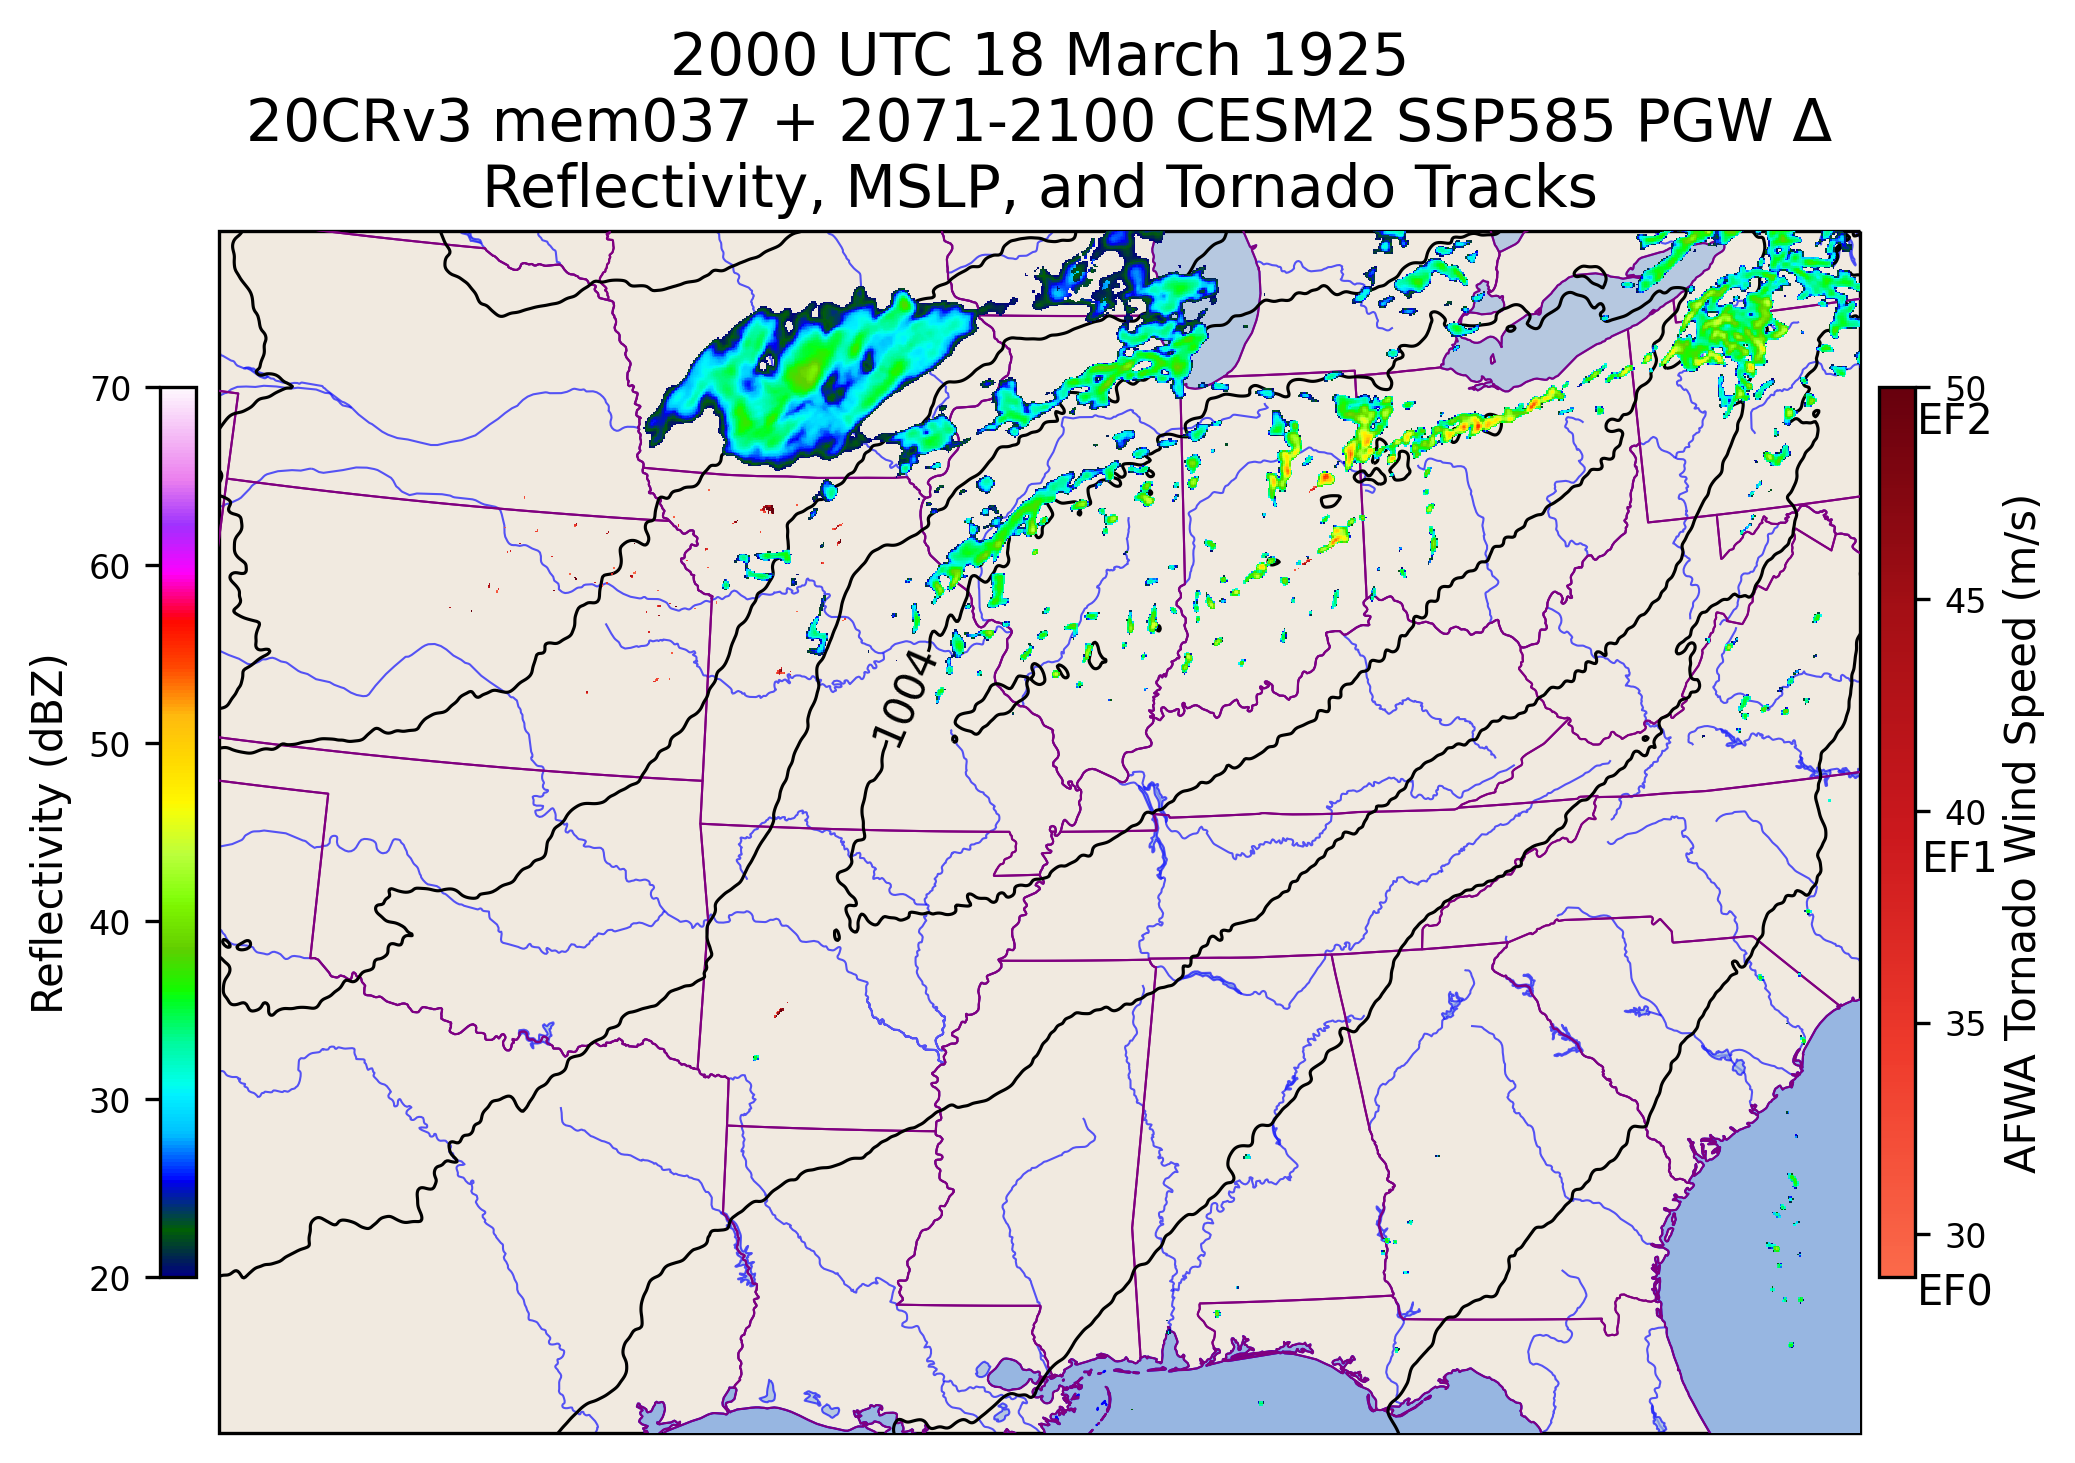 2000 UTC 18 March 1925
20CRv3 mem037 + 2071-2100 CESM2 SSP585 PGW Δ
Reflectivity, MSLP, and Tornado Tracks
Reflectivity (dBZ)
70
60
50
40
30
20
1004
50
EF2
45
40
EF1
35
30
EF0
AFWA Tornado Wind Speed (m/s)